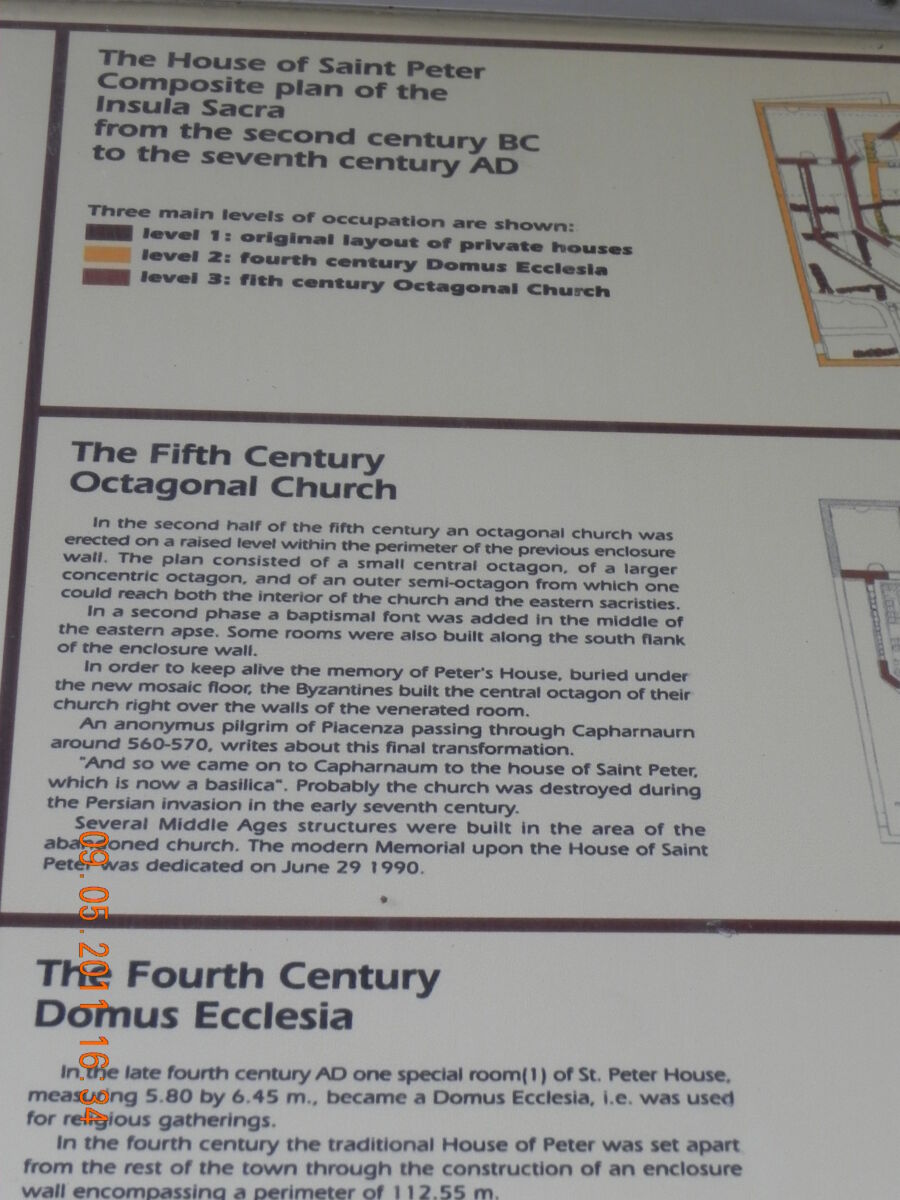 The House of Saint Peter
Composite plan of the
Insula Sacra
from the second century BC
to the seventh century AD
Three main levels of occupation are shown:
level 1: original layout of private houses
level 2: fourth century Domus Ecclesia
level 3: fith century Octagonal Church
The Fifth Century
Octagonal Church
In the second half of the fifth century an octagonal church was
erected on a raised level within the perimeter of the previous enclosure
wall. The plan consisted of a small central octagon, of a larger
concentric octagon, and of an outer semi-octagon from which one
could reach both the interior of the church and the eastern sacristies.
In a second phase a baptismal font was added in the middle of
the eastern apse. Some rooms were also built along the south flank
of the enclosure wall.
In order to keep alive the memory of Peter's House, buried under
the new mosaic floor, the Byzantines built the central octagon of their
church right over the walls of the venerated room.
An anonymus pilgrim of Piacenza passing through Capharnaurn
around 560-570, writes about this final transformation.
"And so we came on to Capharnaum to the house of Saint Peter,
which is now a basilica". Probably the church was destroyed during
the Persian invasion in the early seventh century.
Several Middle Ages structures were built in the area of the
abandoned church. The modern Memorial upon the House of Saint
Peter was dedicated on June 29 1990.
The Fourth Century
Domus Ecclesia
In the late fourth century AD one special room(1) of St. Peter House,
measuring 5.80 by 6.45 m., became a Domus Ecclesia, i.e. was used
for religious gatherings.
In the fourth century the traditional House of Peter was set apart
from the rest of the town through the construction of an enclosure
wall encompassing a perimeter of 112.55 m.
09.05.2011 16:34